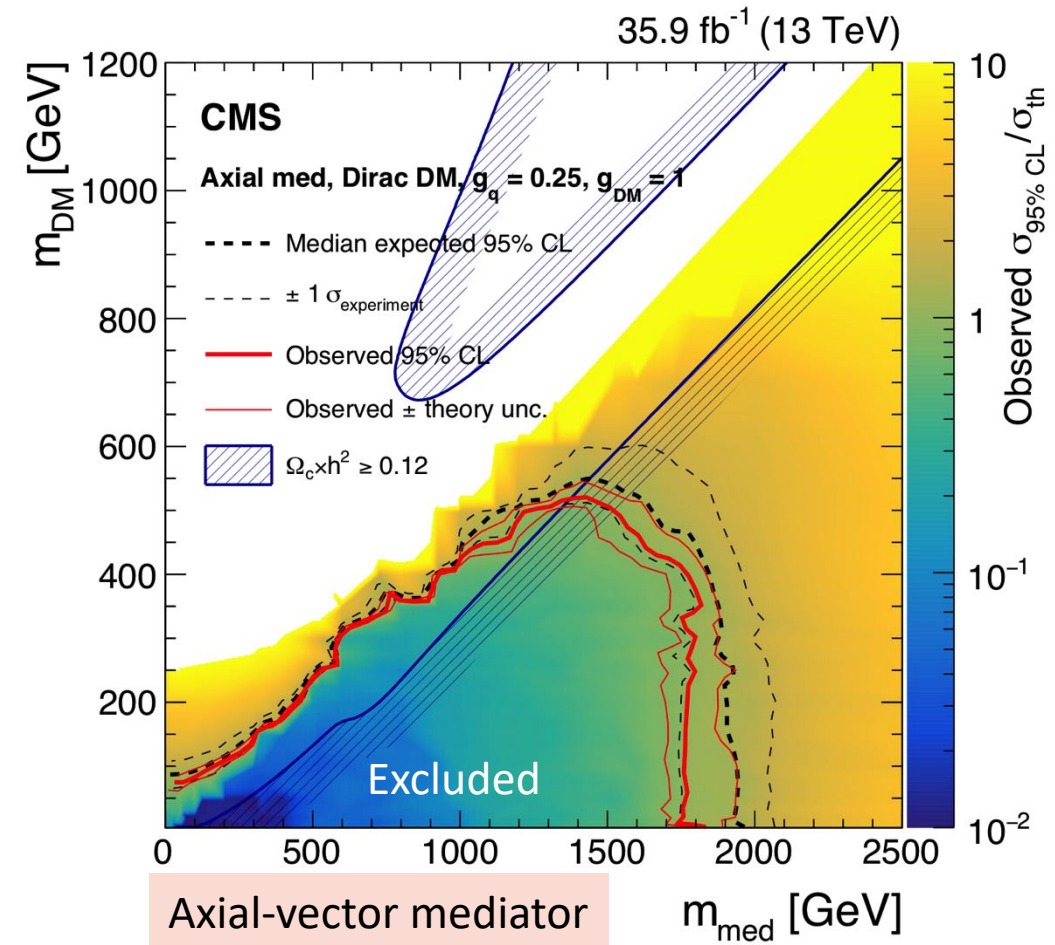 35.9 fb⁻¹ (13 TeV)
m_DM [GeV]
1200
1000
800
600
400
200
CMS
Axial med, Dirac DM, g_q = 0.25, g_DM = 1
Median expected 95% CL
± 1 σ_experiment
Observed 95% CL
Observed ± theory unc.
Ω_c×h² ≥ 0.12
Excluded
0 500 1000 1500 2000 2500
m_med [GeV]
Axial-vector mediator
10
1
10⁻¹
10⁻²
Observed σ_95% CL/σ_th